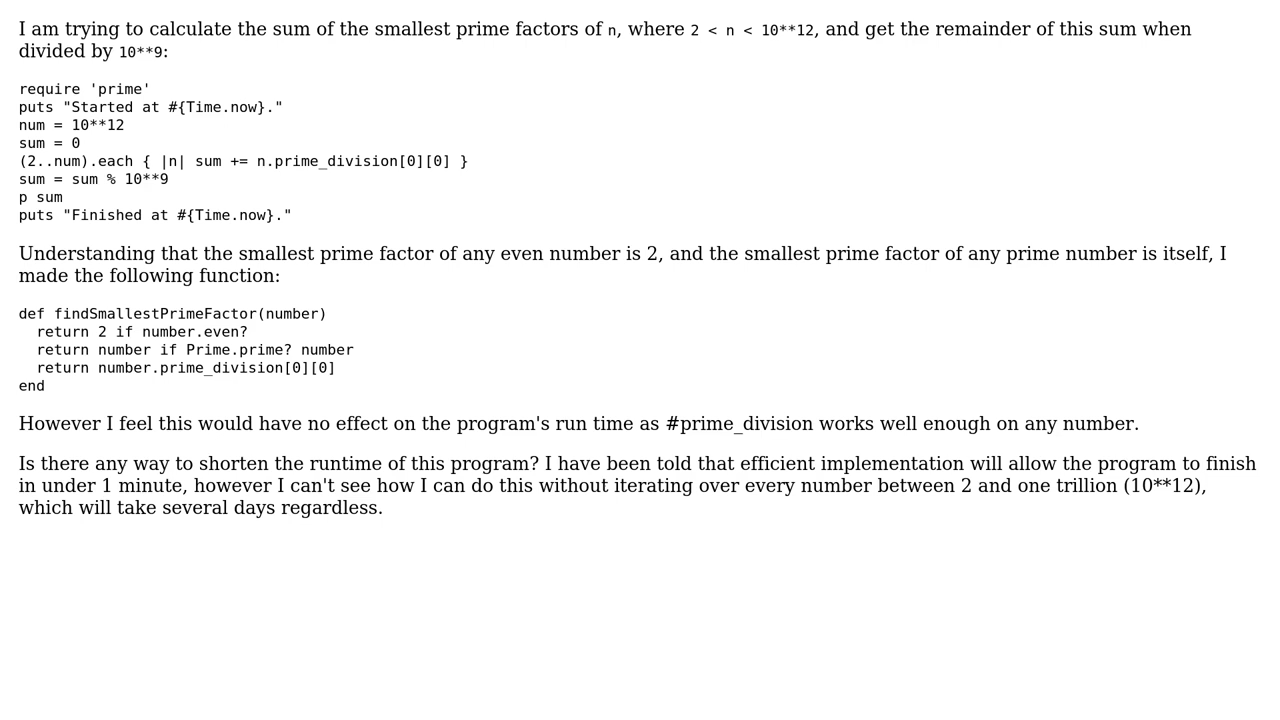 I am trying to calculate the sum of the smallest prime factors of n, where 2 < n < 10**12, and get the remainder of this sum when
divided by 10**9:
require 'prime'
puts "Started at #{Time.now}."
num = 10**12
sum = 0
(2..num).each { |n| sum += n.prime_division[0][0] }
sum = sum % 10**9
p sum
puts "Finished at #{Time.now}."
Understanding that the smallest prime factor of any even number is 2, and the smallest prime factor of any prime number is itself, I
made the following function:
def findSmallestPrimeFactor(number)
  return 2 if number.even?
  return number if Prime.prime? number
  return number.prime_division[0][0]
end
However I feel this would have no effect on the program's run time as #prime_division works well enough on any number.
Is there any way to shorten the runtime of this program? I have been told that efficient implementation will allow the program to finish
in under 1 minute, however I can't see how I can do this without iterating over every number between 2 and one trillion (10**12),
which will take several days regardless.